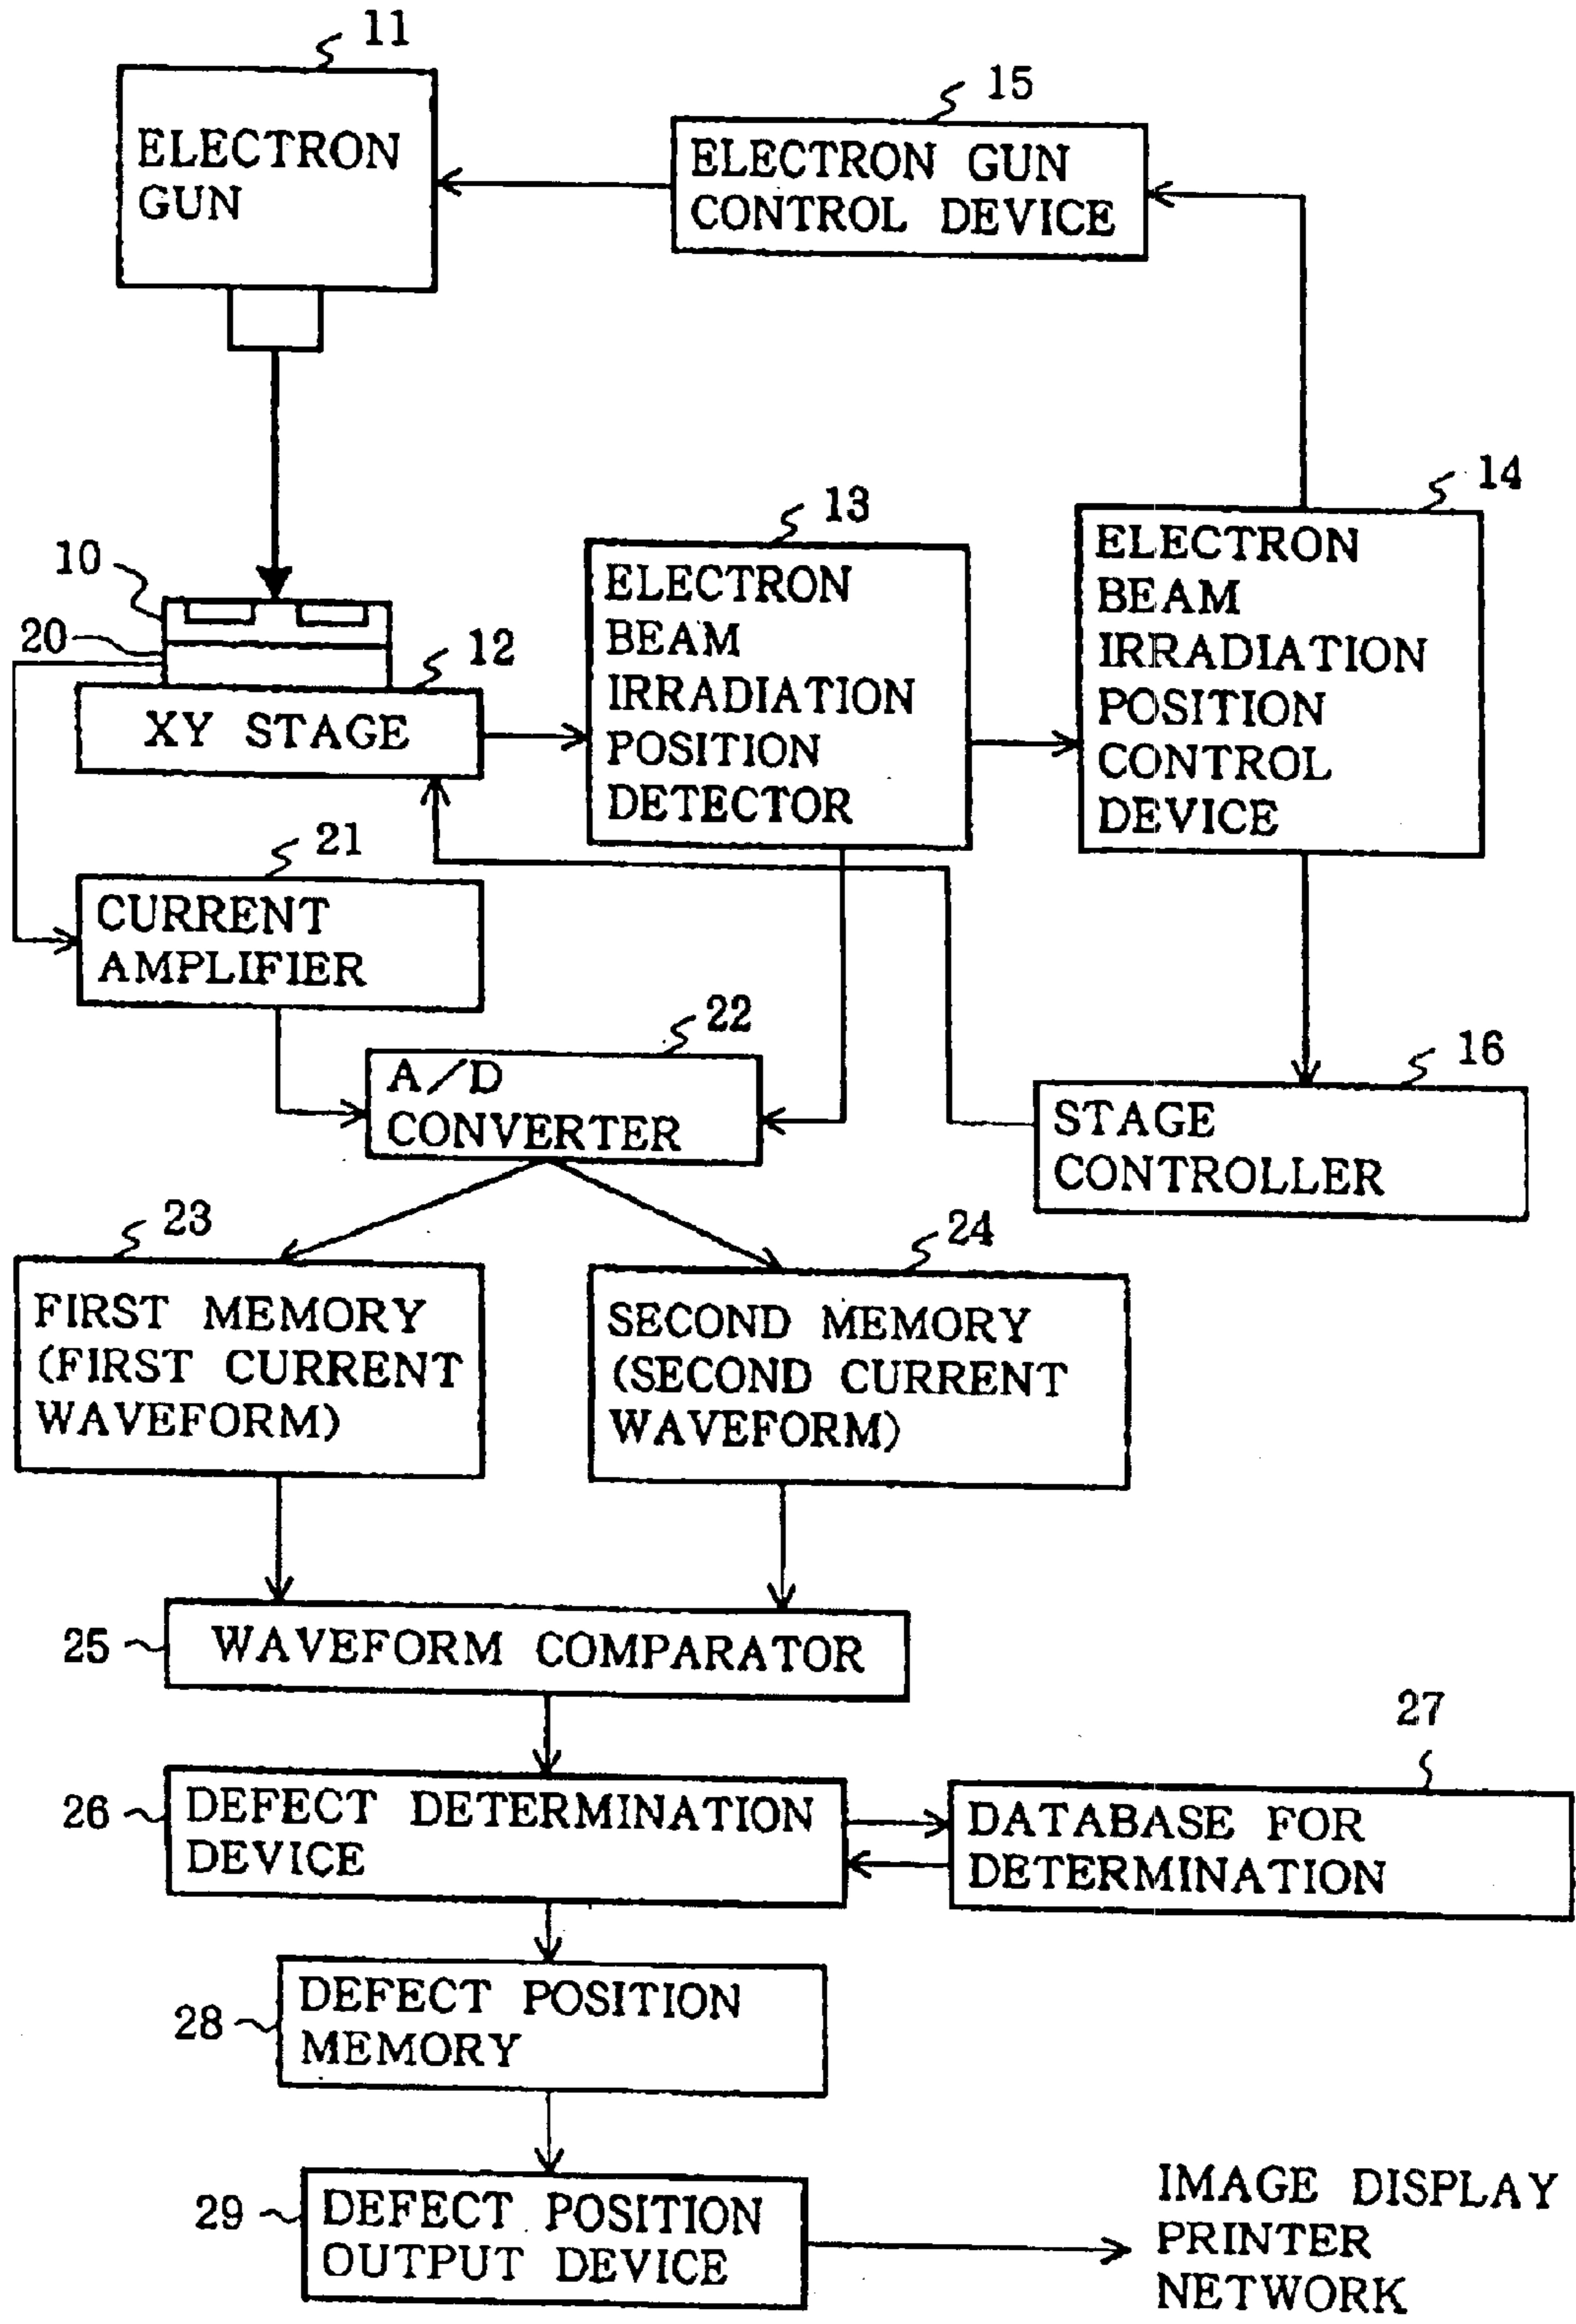 11
ELECTRON
GUN
15
ELECTRON GUN
CONTROL DEVICE
10
20
12
XY STAGE
13
ELECTRON
BEAM
IRRADIATION
POSITION
DETECTOR
14
ELECTRON
BEAM
IRRADIATION
POSITION
CONTROL
DEVICE
21
CURRENT
AMPLIFIER
22
A/D
CONVERTER
16
STAGE
CONTROLLER
23
FIRST MEMORY
(FIRST CURRENT
WAVEFORM)
24
SECOND MEMORY
(SECOND CURRENT
WAVEFORM)
25
WAVEFORM COMPARATOR
26
DEFECT DETERMINATION
DEVICE
27
DATABASE FOR
DETERMINATION
28
DEFECT POSITION
MEMORY
29
DEFECT POSITION
OUTPUT DEVICE
IMAGE DISPLAY
PRINTER
NETWORK